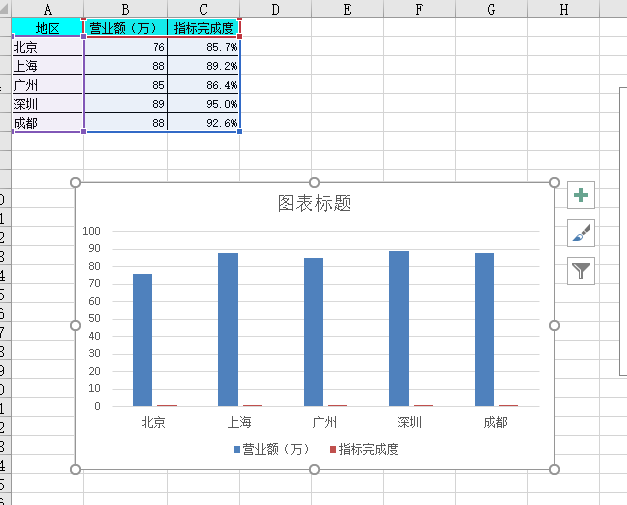 A B C D E F G H
地区 营业额（万） 指标完成度
北京 76 85.7%
上海 88 89.2%
广州 85 86.4%
深圳 89 95.0%
成都 88 92.6%
图表标题
100
90
80
70
60
50
40
30
20
10
0
北京 上海 广州 深圳 成都
营业额（万） 指标完成度